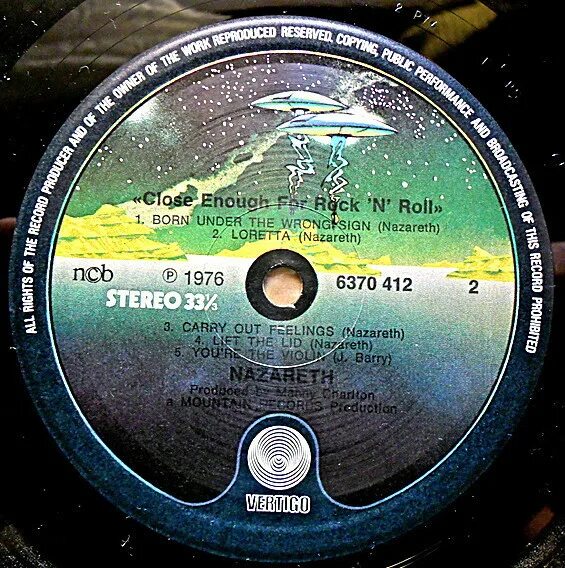 ALL RIGHTS OF THE RECORD PRODUCER AND OF THE OWNER OF THE WORK REPRODUCED RESERVED. COPYING, PUBLIC PERFORMANCE AND BROADCASTING OF THIS RECORD PROHIBITED
«Close Enough For Rock 'N' Roll»
1. BORN UNDER THE WRONG SIGN (Nazareth)
2. LORETTA (Nazareth)
ncb ℗ 1976 6370 412 2
STEREO 33⅓
3. CARRY OUT FEELINGS (Nazareth)
4. LIFT THE LID (Nazareth)
5. YOU'RE THE VIOLIN (J. Barry)
NAZARETH
Produced by Manny Charlton
a MOUNTAIN RECORDS Production
VERTIGO